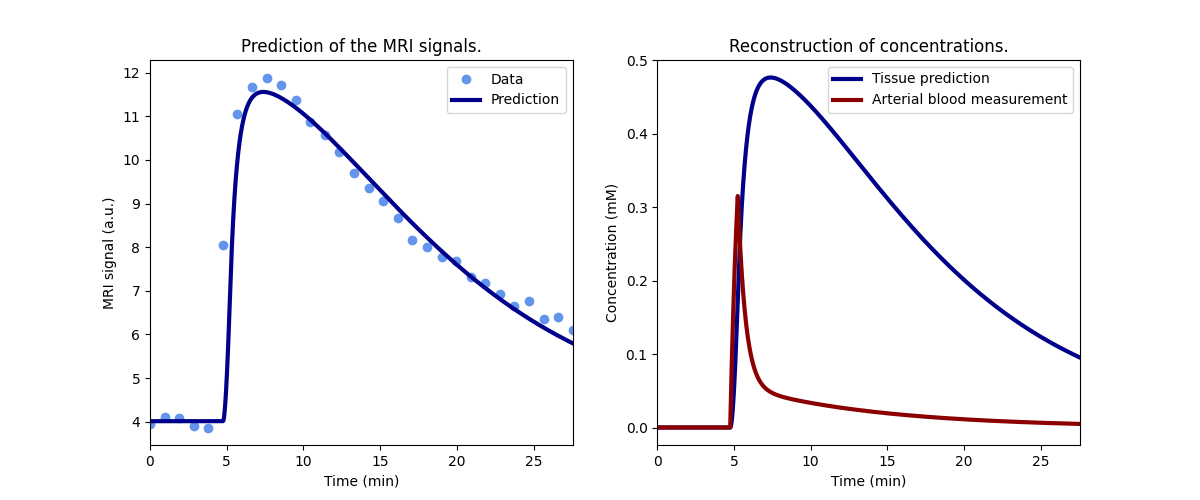 Prediction of the MRI signals.
Data
Prediction
MRI signal (a.u.)
12
11
10
9
8
7
6
5
4
0
5
10
15
20
25
Time (min)
Reconstruction of concentrations.
Tissue prediction
Arterial blood measurement
Concentration (mM)
0.5
0.4
0.3
0.2
0.1
0.0
0
5
10
15
20
25
Time (min)